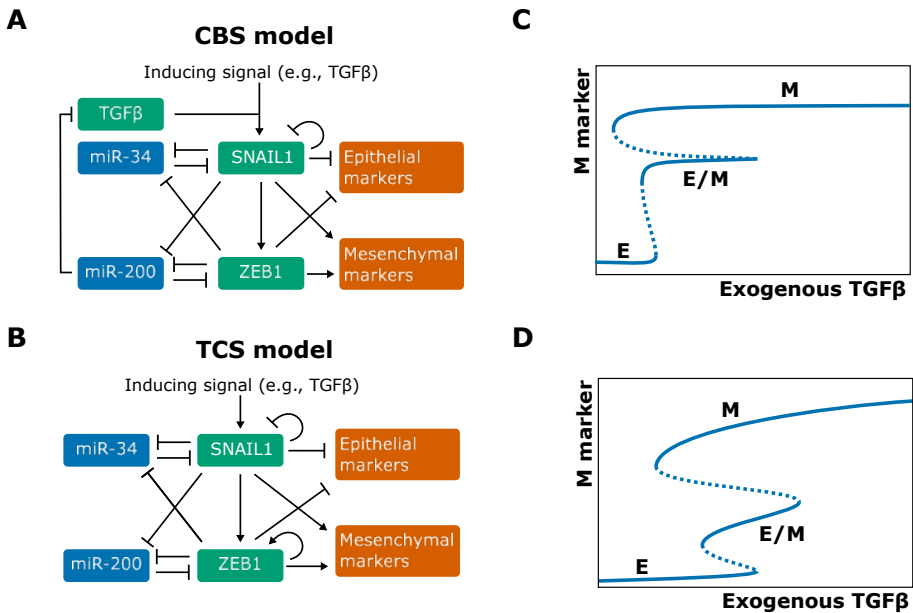 A
CBS model
Inducing signal (e.g., TGFβ)
TGFβ
miR-34
SNAIL1
Epithelial
markers
miR-200
ZEB1
Mesenchymal
markers
C
M marker
M
E/M
E
Exogenous TGFβ
B
TCS model
Inducing signal (e.g., TGFβ)
miR-34
SNAIL1
Epithelial
markers
miR-200
ZEB1
Mesenchymal
markers
D
M marker
M
E/M
E
Exogenous TGFβ